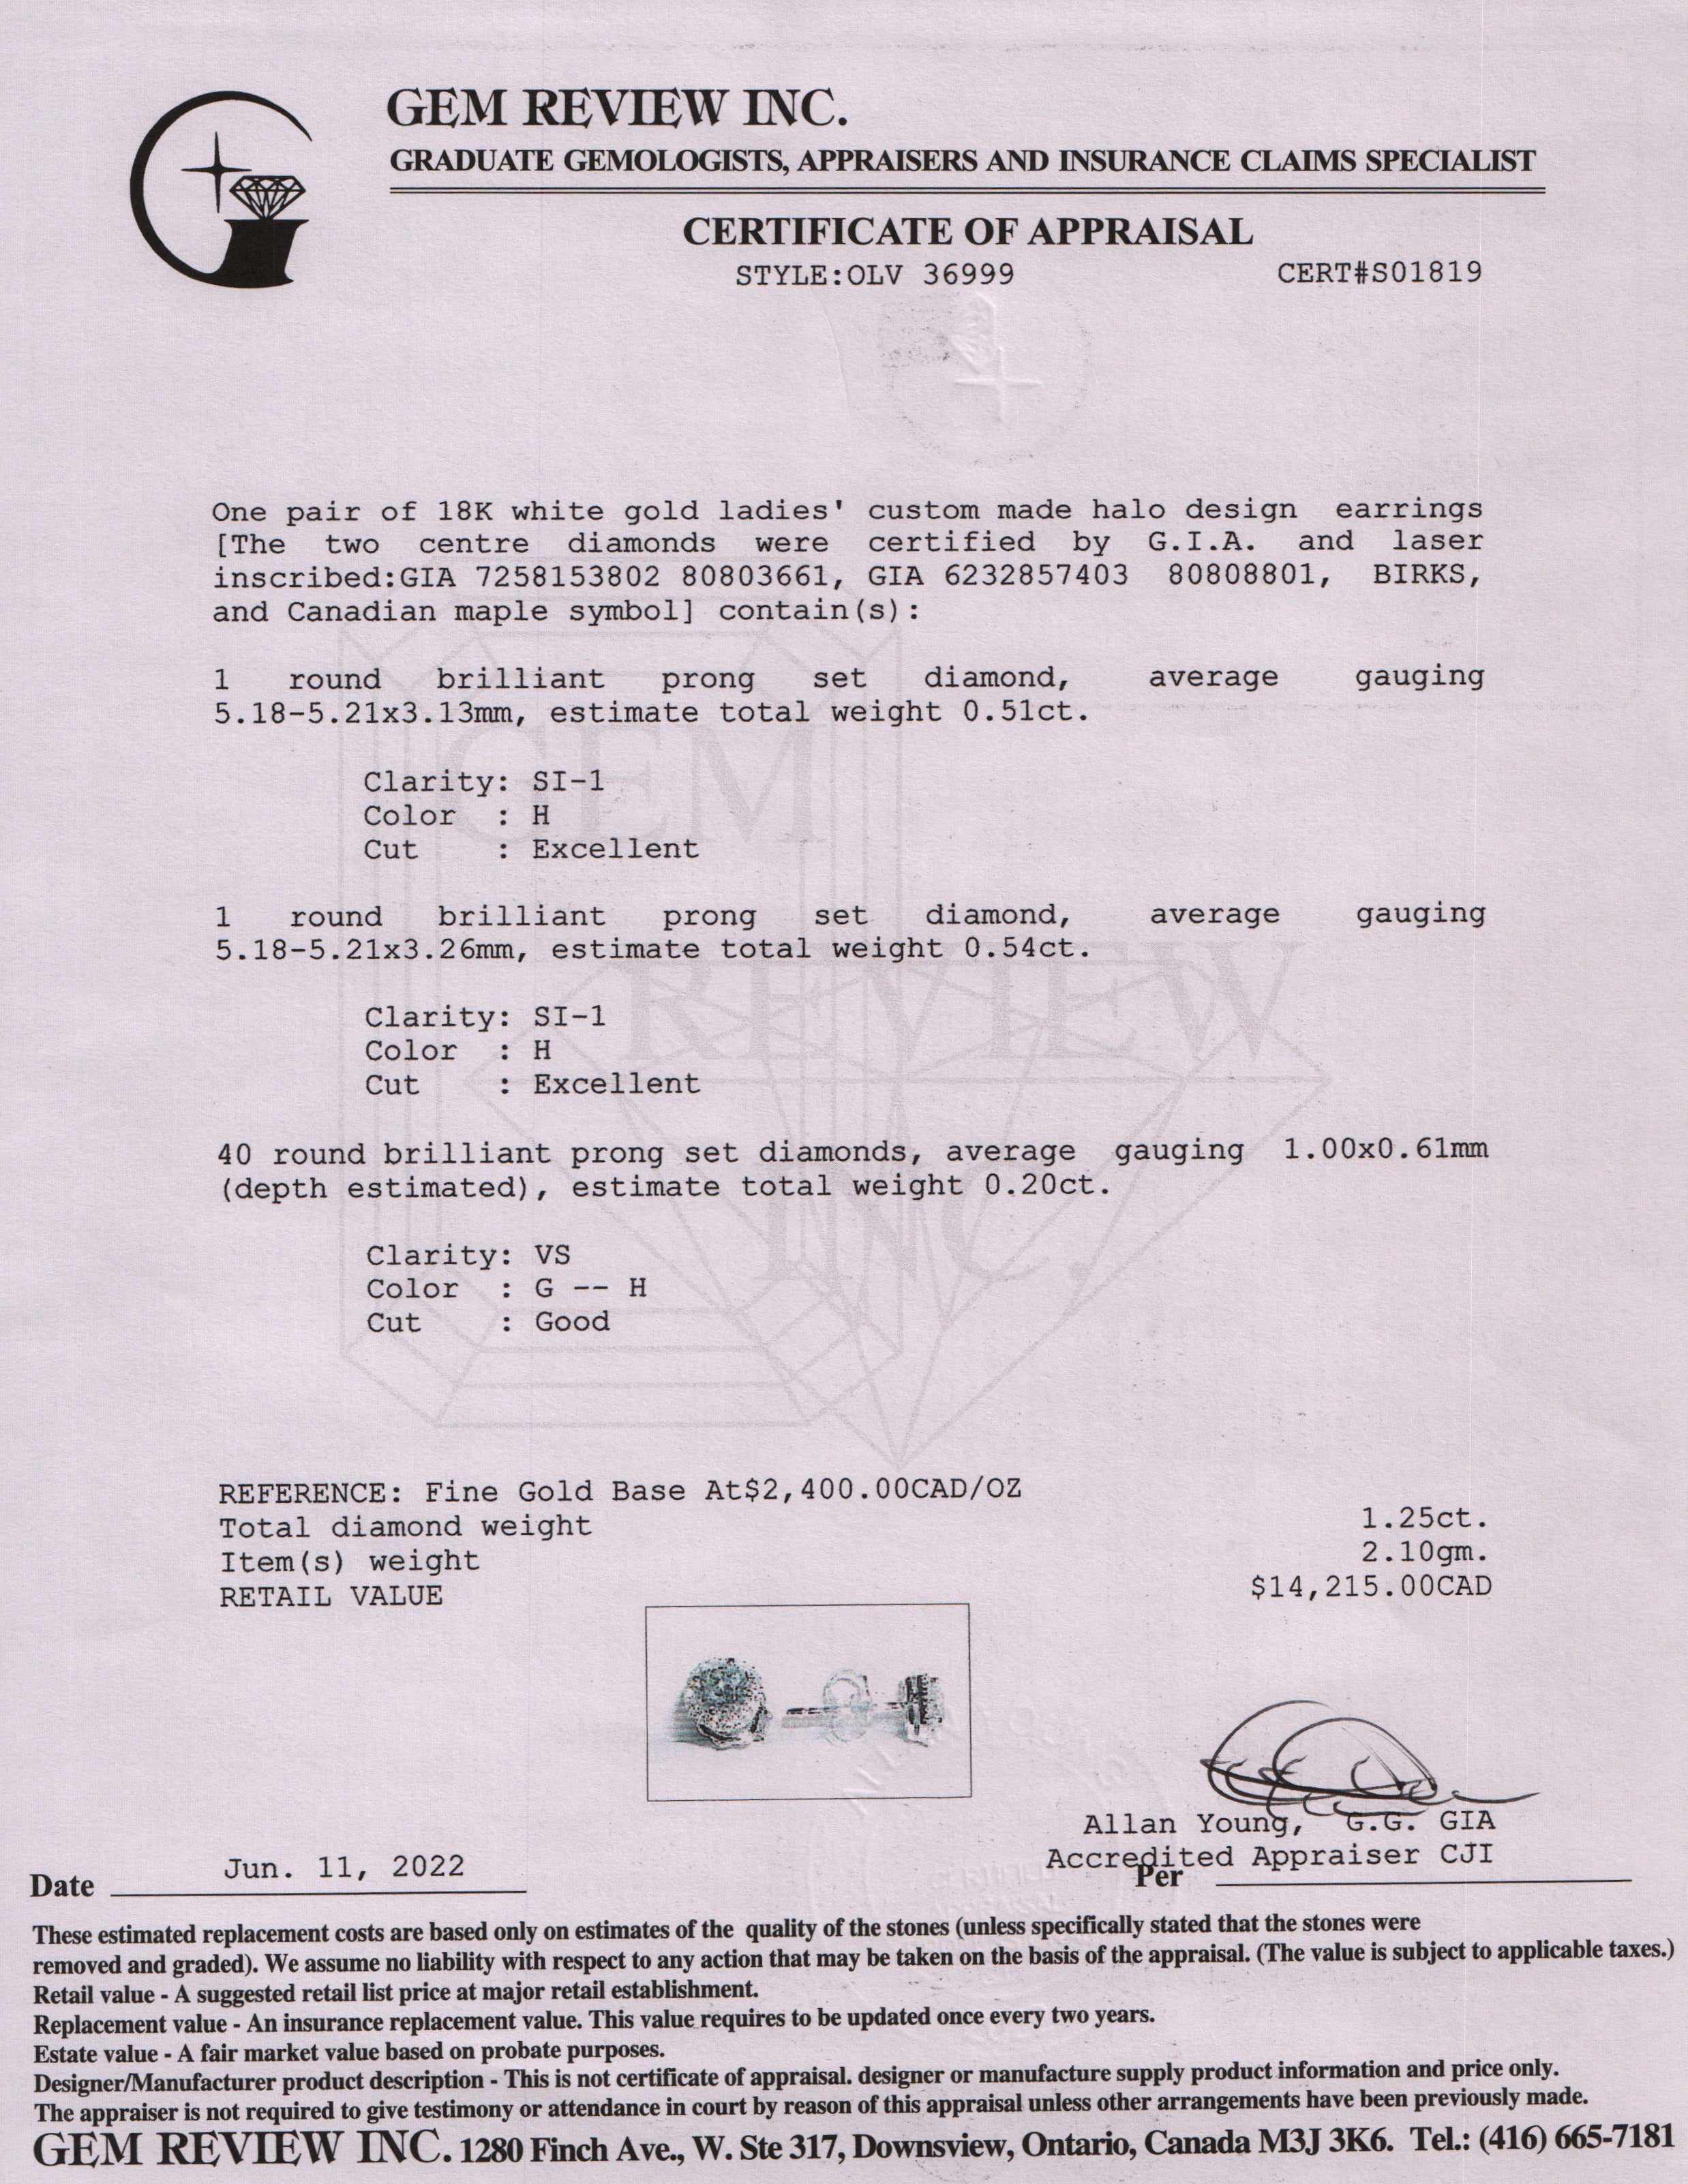 GEM REVIEW INC.
GRADUATE GEMOLOGISTS, APPRAISERS AND INSURANCE CLAIMS SPECIALIST
CERTIFICATE OF APPRAISAL
STYLE:OLV 36999 CERT#S01819
One pair of 18K white gold ladies' custom made halo design earrings
[The two centre diamonds were certified by G.I.A. and laser
inscribed:GIA 7258153802 80803661, GIA 6232857403 80808801, BIRKS,
and Canadian maple symbol] contain(s):
1 round brilliant prong set diamond, average gauging
5.18-5.21x3.13mm, estimate total weight 0.51ct.
Clarity: SI-1
Color : H
Cut : Excellent
1 round brilliant prong set diamond, average gauging
5.18-5.21x3.26mm, estimate total weight 0.54ct.
Clarity: SI-1
Color : H
Cut : Excellent
40 round brilliant prong set diamonds, average gauging 1.00x0.61mm
(depth estimated), estimate total weight 0.20ct.
Clarity: VS
Color : G -- H
Cut : Good
GEM
REVIEW
INC.
REFERENCE: Fine Gold Base At$2,400.00CAD/OZ
Total diamond weight 1.25ct.
Item(s) weight 2.10gm.
RETAIL VALUE $14,215.00CAD
Allan Young, G.G. GIA
Accredited Appraiser CJI
Date Jun. 11, 2022 Per
These estimated replacement costs are based only on estimates of the quality of the stones (unless specifically stated that the stones were
removed and graded). We assume no liability with respect to any action that may be taken on the basis of the appraisal. (The value is subject to applicable taxes.)
Retail value - A suggested retail list price at major retail establishment.
Replacement value - An insurance replacement value. This value requires to be updated once every two years.
Estate value - A fair market value based on probate purposes.
Designer/Manufacturer product description - This is not certificate of appraisal. designer or manufacture supply product information and price only.
The appraiser is not required to give testimony or attendance in court by reason of this appraisal unless other arrangements have been previously made.
GEM REVIEW INC. 1280 Finch Ave., W. Ste 317, Downsview, Ontario, Canada M3J 3K6. Tel.: (416) 665-7181